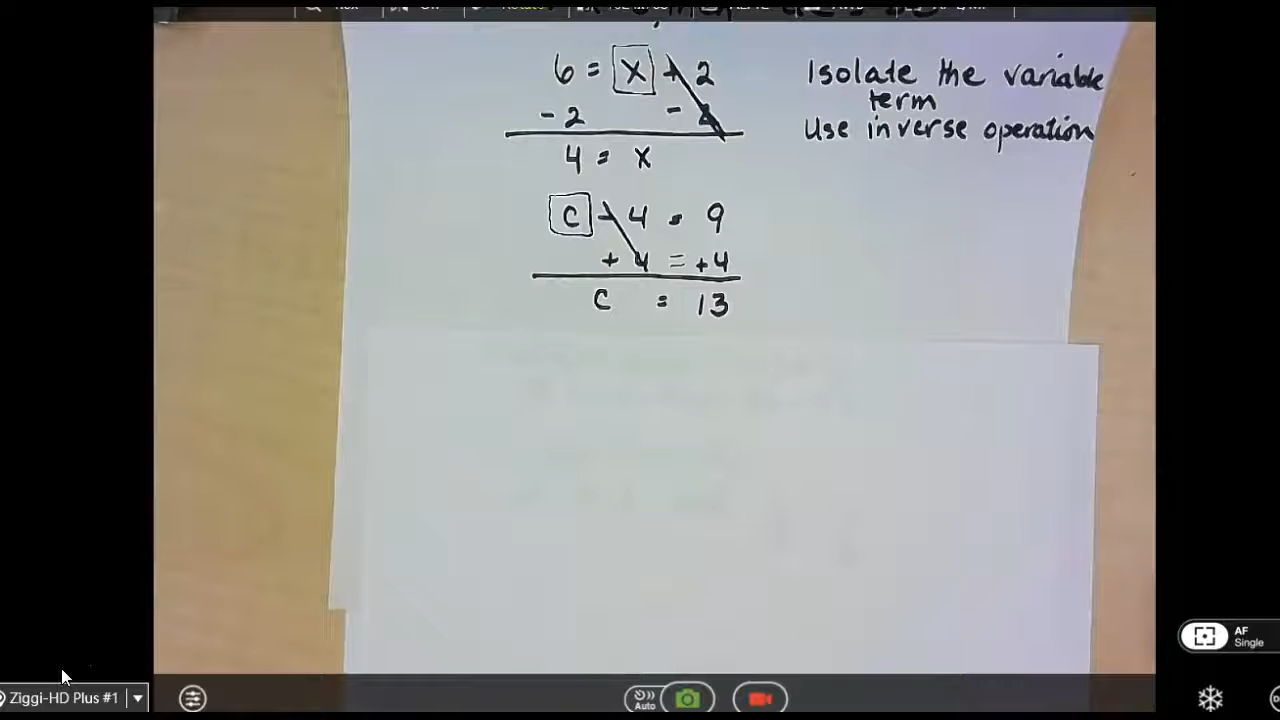 6 = x + 2
- 2 - 2
4 = x
Isolate the variable
term
Use inverse operation
c - 4 = 9
+ 4 = +4
c = 13
AF
Single
Ziggi-HD Plus #1
Auto